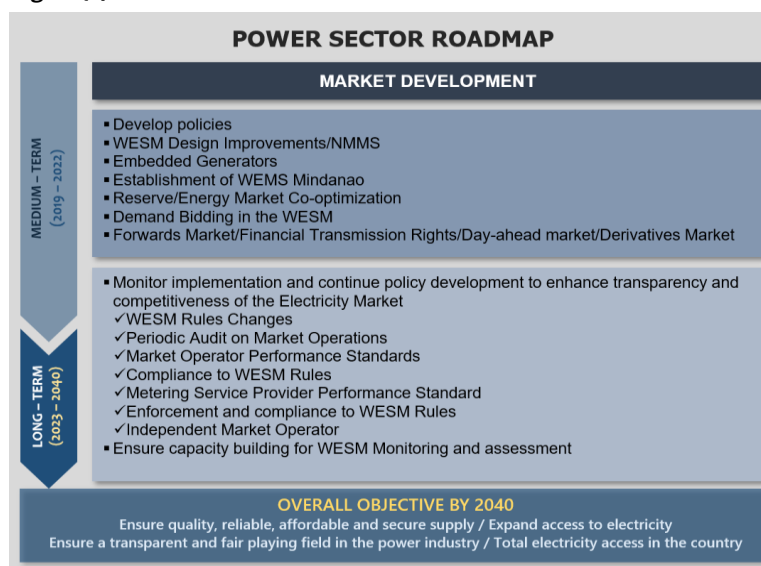 POWER SECTOR ROADMAP
MARKET DEVELOPMENT
MEDIUM – TERM
(2019 – 2022)
▪ Develop policies
▪ WESM Design Improvements/NMMS
▪ Embedded Generators
▪ Establishment of WEMS Mindanao
▪ Reserve/Energy Market Co-optimization
▪ Demand Bidding in the WESM
▪ Forwards Market/Financial Transmission Rights/Day-ahead market/Derivatives Market
LONG – TERM
(2023 – 2040)
▪ Monitor implementation and continue policy development to enhance transparency and
competitiveness of the Electricity Market
✓WESM Rules Changes
✓Periodic Audit on Market Operations
✓Market Operator Performance Standards
✓Compliance to WESM Rules
✓Metering Service Provider Performance Standard
✓Enforcement and compliance to WESM Rules
✓Independent Market Operator
▪ Ensure capacity building for WESM Monitoring and assessment
OVERALL OBJECTIVE BY 2040
Ensure quality, reliable, affordable and secure supply / Expand access to electricity
Ensure a transparent and fair playing field in the power industry / Total electricity access in the country